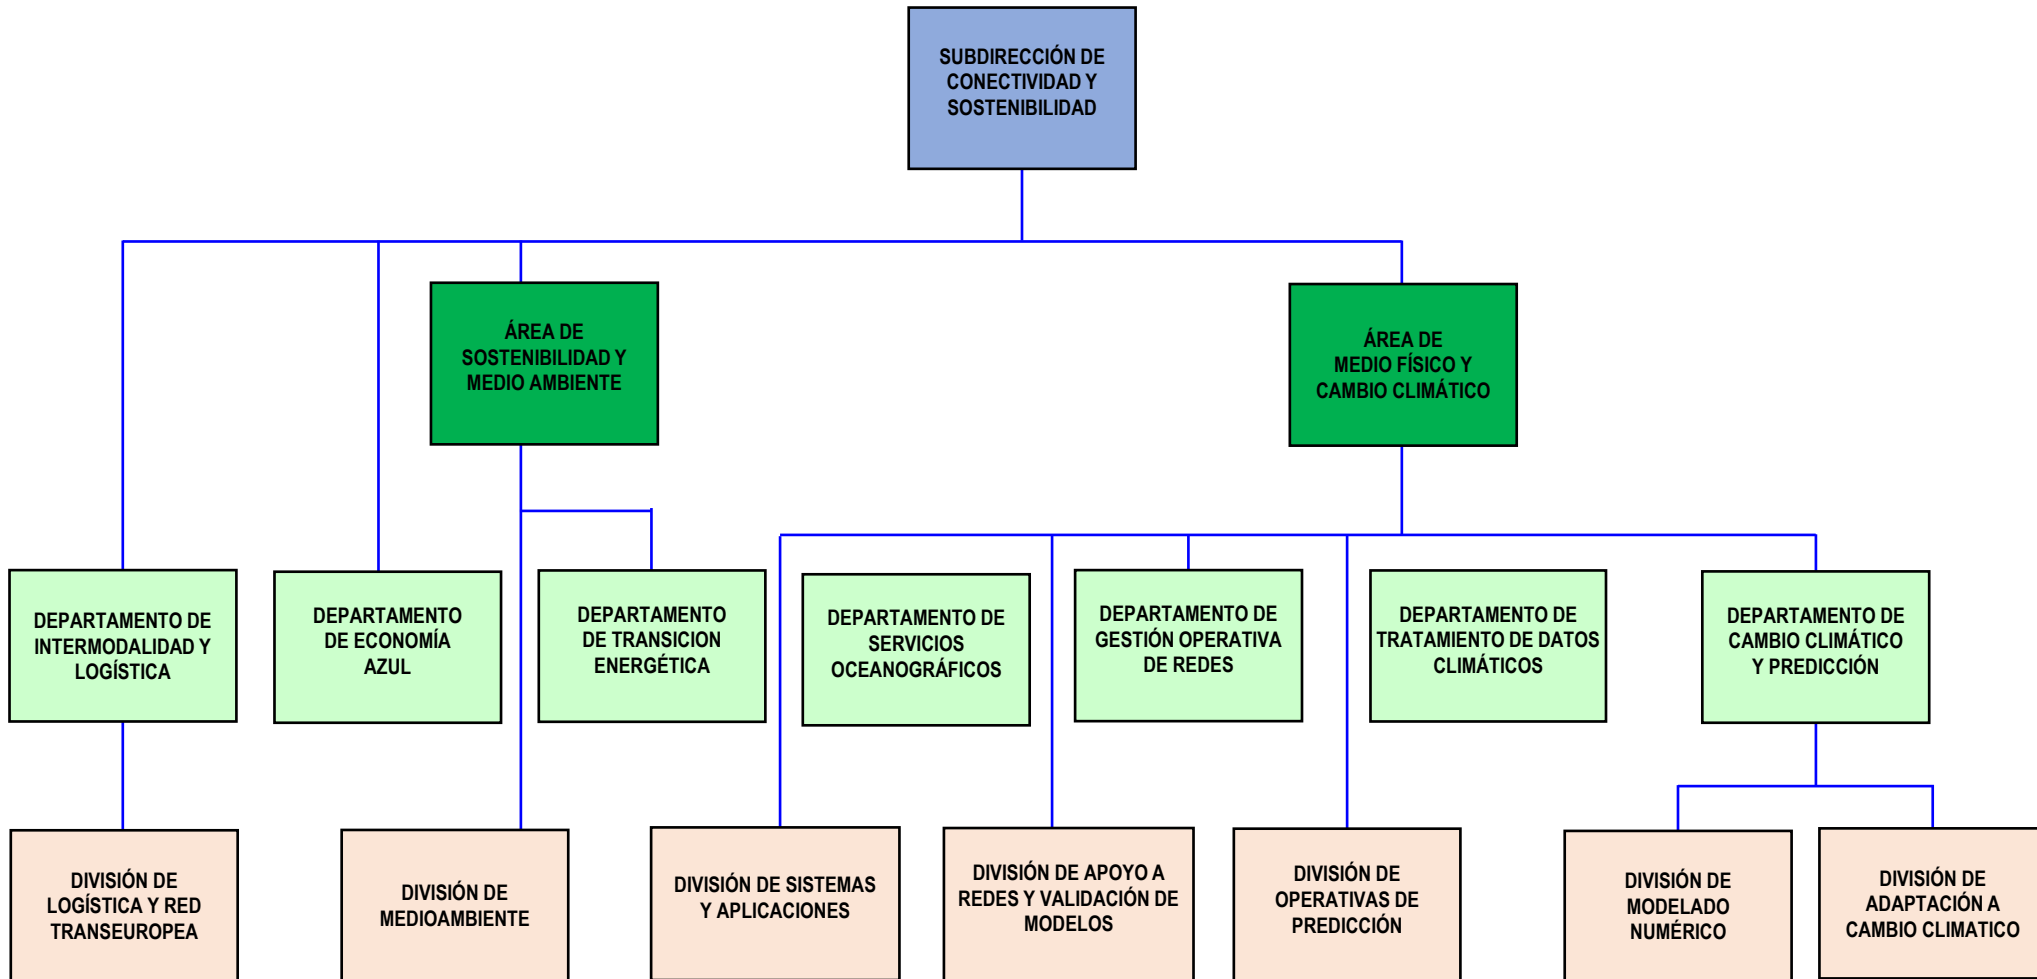 SUBDIRECCIÓN DE
CONECTIVIDAD Y
SOSTENIBILIDAD
ÁREA DE
SOSTENIBILIDAD Y
MEDIO AMBIENTE
ÁREA DE
MEDIO FÍSICO Y
CAMBIO CLIMÁTICO
DEPARTAMENTO DE
INTERMODALIDAD Y
LOGÍSTICA
DEPARTAMENTO
DE ECONOMÍA
AZUL
DEPARTAMENTO
DE TRANSICION
ENERGÉTICA
DEPARTAMENTO DE
SERVICIOS
OCEANOGRÁFICOS
DEPARTAMENTO DE
GESTIÓN OPERATIVA
DE REDES
DEPARTAMENTO DE
TRATAMIENTO DE DATOS
CLIMÁTICOS
DEPARTAMENTO DE
CAMBIO CLIMÁTICO
Y PREDICCIÓN
DIVISIÓN DE
LOGÍSTICA Y RED
TRANSEUROPEA
DIVISIÓN DE
MEDIOAMBIENTE
DIVISIÓN DE SISTEMAS
Y APLICACIONES
DIVISIÓN DE APOYO A
REDES Y VALIDACIÓN DE
MODELOS
DIVISIÓN DE
OPERATIVAS DE
PREDICCIÓN
DIVISIÓN DE
MODELADO
NUMÉRICO
DIVISIÓN DE
ADAPTACIÓN A
CAMBIO CLIMATICO